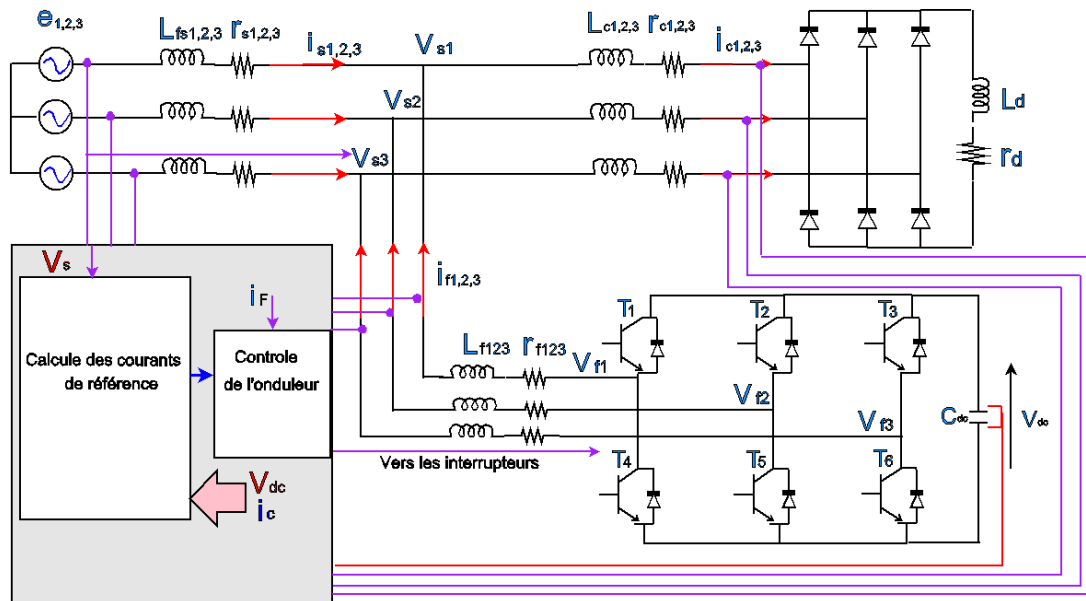 e1,2,3
Lfs1,2,3 rs1,2,3
is1,2,3
Vs1
Lc1,2,3 rc1,2,3
ic1,2,3
Vs2
Ld
Vs3
rd
Vs
iF
if1,2,3
T1 T2 T3
Calcule des courants
de référence
Controle
de l'onduleur
Lf123 rf123
Vf1
Vf2
Vf3
Cdc
Vdc
Vers les interrupteurs
T4 T5 T6
Vdc
ic